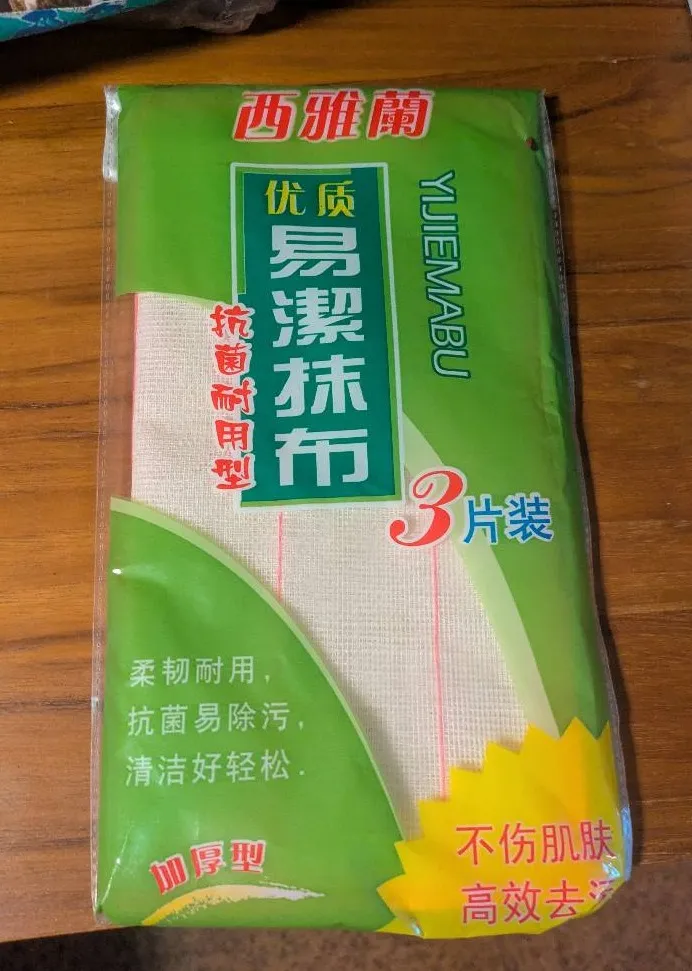 西雅蘭
优质
易潔抹布
YIJIEMABU
抗菌耐用型
3片装
柔韧耐用,
抗菌易除污,
清洁好轻松.
加厚型
不伤肌肤
高效去污